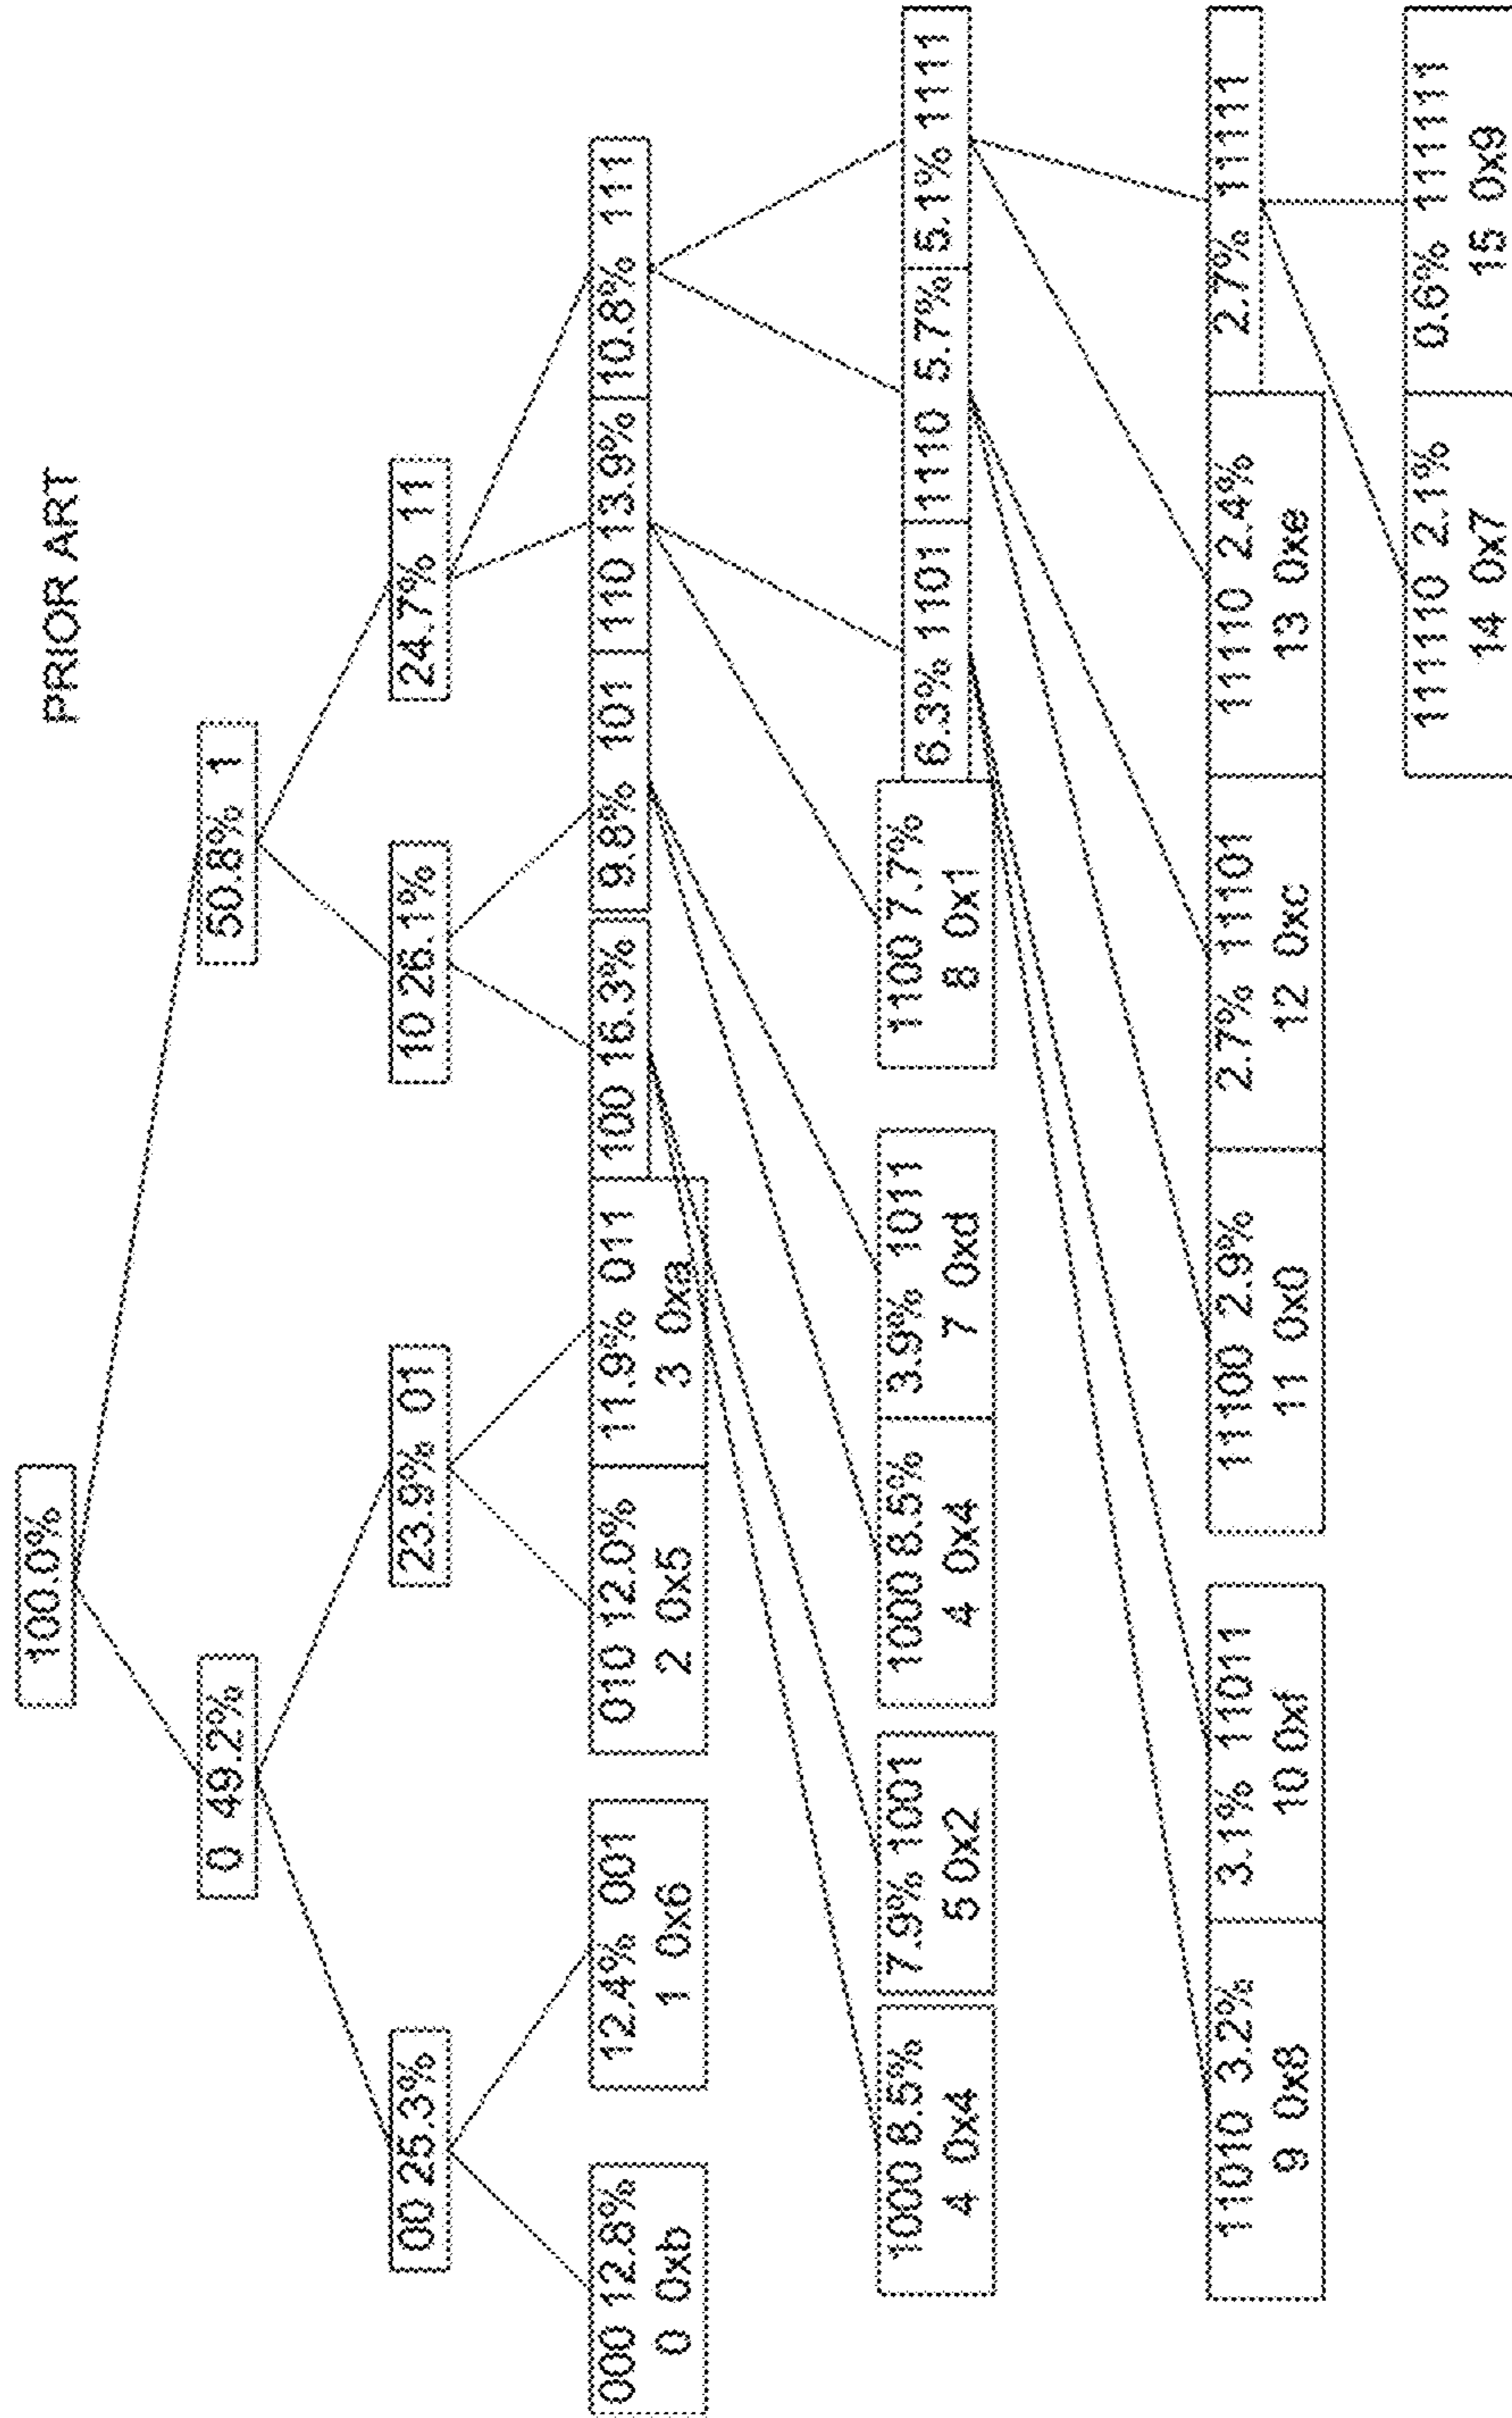 PRIOR ART
100.0%
0 49.2%
50.8% 1
00 25.3%
23.9% 01
10 26.1%
24.7% 11
000 12.8%
0 0xb
12.4% 001
1 0x6
010 12.0%
2 0x5
11.9% 011
3 0xa
100 16.3%
9.8% 101
110 13.9%
10.8% 111
1000 8.5%
4 0x4
7.9% 1001
5 0x2
1000 8.5%
4 0x4
3.9% 1011
7 0xd
1100 7.7%
8 0x1
6.3% 1101
1110 5.7%
5.1% 1111
11010 3.2%
9 0x8
3.1% 11011
10 0xf
11100 2.9%
11 0x0
2.7% 11101
12 0xc
11110 2.4%
13 0xe
2.7% 11111
111110 2.1%
14 0x7
0.6% 111111
15 0x9